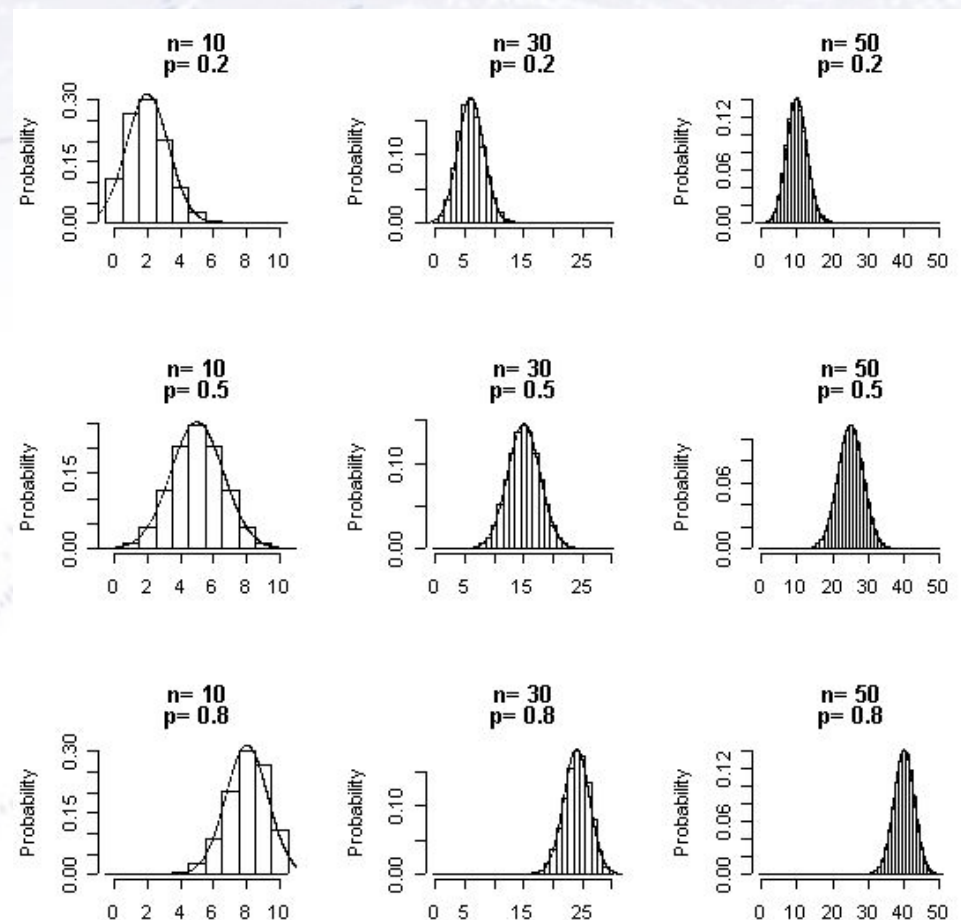 n= 10
p= 0.2
Probability
0.00 0.15 0.30
0 2 4 6 8 10
n= 30
p= 0.2
Probability
0.00 0.10
0 5 15 25
n= 50
p= 0.2
Probability
0.00 0.06 0.12
0 10 20 30 40 50
n= 10
p= 0.5
Probability
0.00 0.15
0 2 4 6 8 10
n= 30
p= 0.5
Probability
0.00 0.10
0 5 15 25
n= 50
p= 0.5
Probability
0.00 0.06
0 10 20 30 40 50
n= 10
p= 0.8
Probability
0.00 0.15 0.30
0 2 4 6 8 10
n= 30
p= 0.8
Probability
0.00 0.10
0 5 15 25
n= 50
p= 0.8
Probability
0.00 0.06 0.12
0 10 20 30 40 50